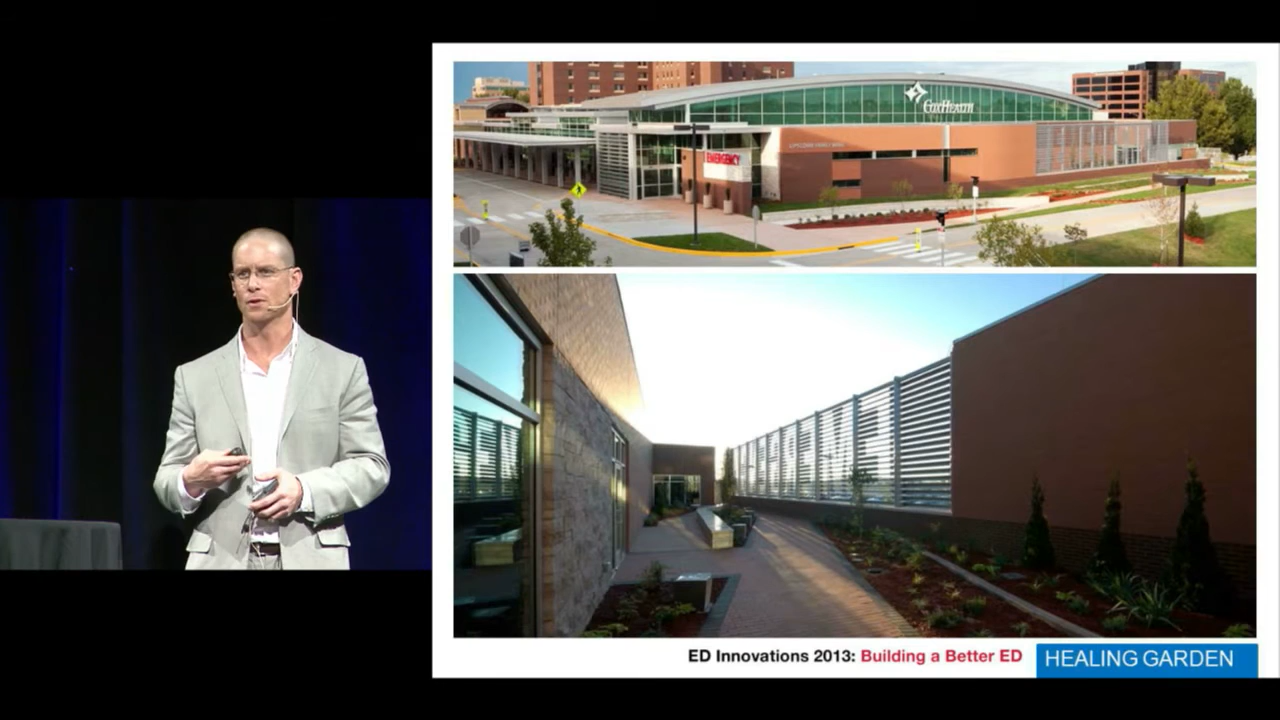 CoxHealth
EMERGENCY
ED Innovations 2013: Building a Better ED
HEALING GARDEN